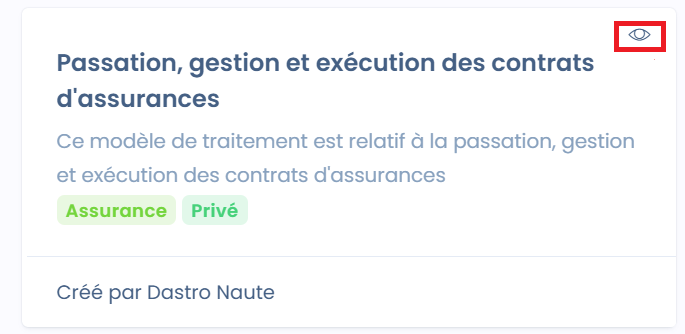 Passation, gestion et exécution des contrats
d'assurances
Ce modèle de traitement est relatif à la passation, gestion
et exécution des contrats d'assurances
Assurance Privé
Créé par Dastro Naute